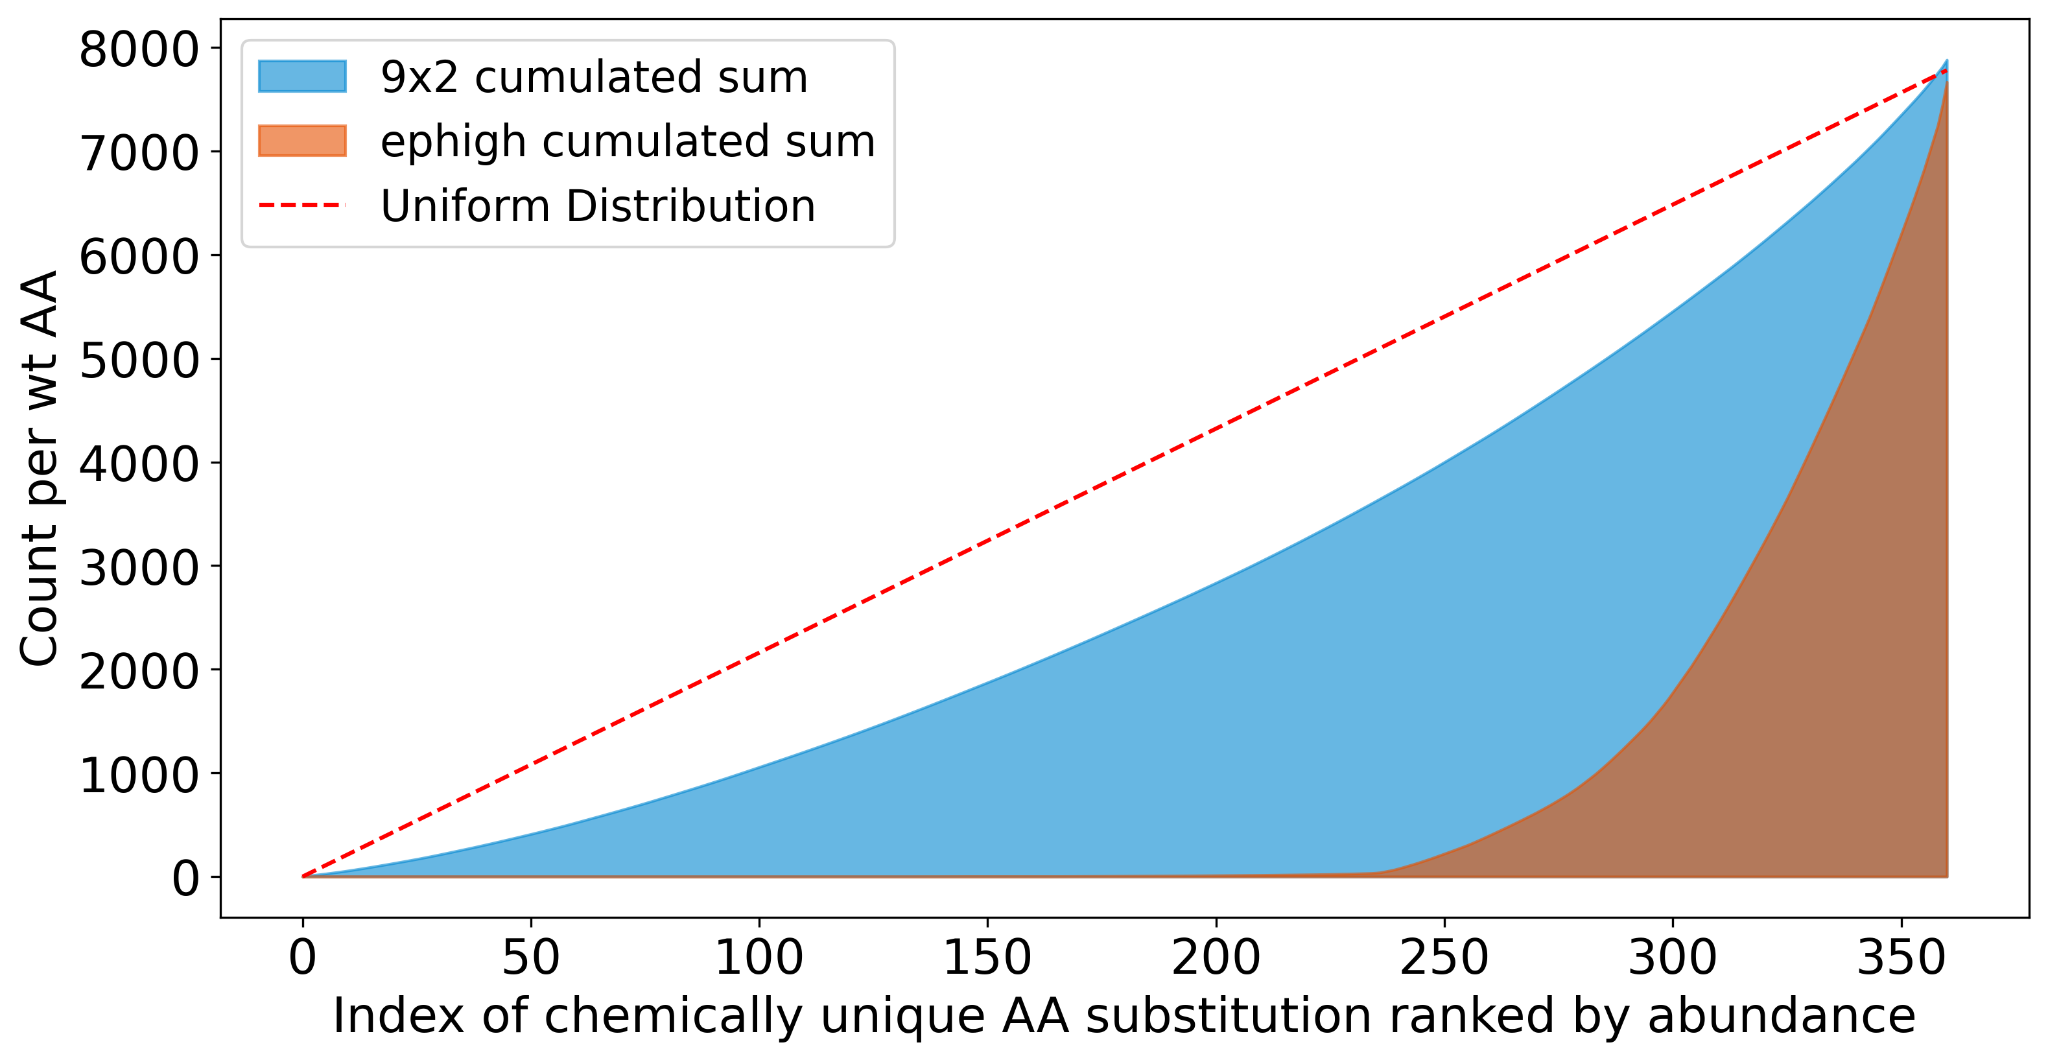 8000
7000
6000
5000
4000
3000
2000
1000
0
Count per wt AA
9x2 cumulated sum
ephigh cumulated sum
Uniform Distribution
0 50 100 150 200 250 300 350
Index of chemically unique AA substitution ranked by abundance